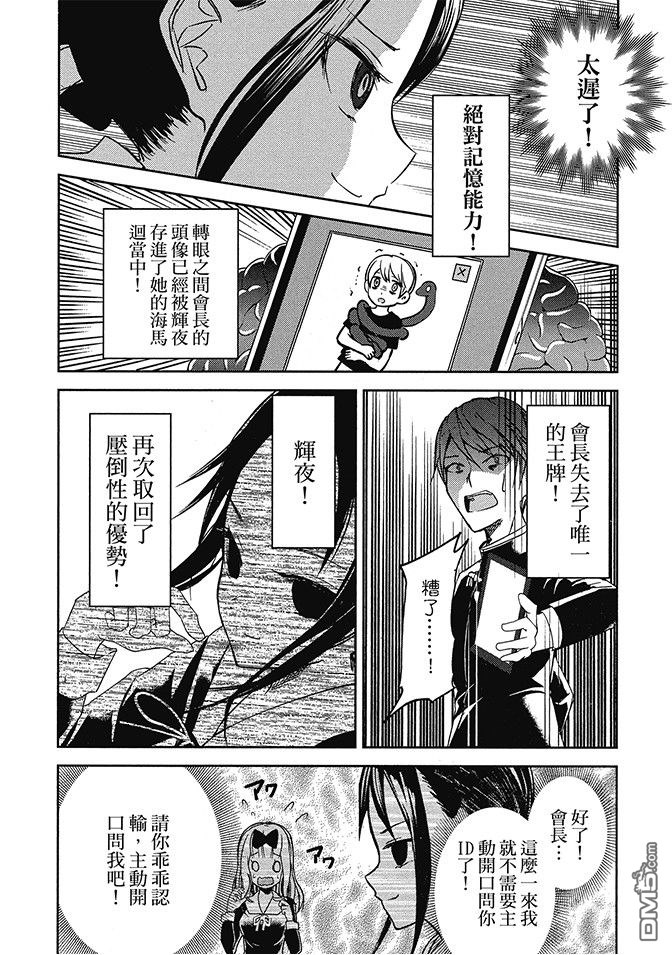 太遲了！
絕對記憶能力！
轉眼之間會長的
頭像已經被輝夜
存進了她的海馬
迴當中！
會長失去了唯一
的王牌！
糟了……！
輝夜！
再次取回了
壓倒性的優勢！
好了！
會長…
這麼一來我
就不需要主
動開口問你
ID了！
アワ
アワ
請你乖乖認
輸，主動開
口問我吧！
DM5.com